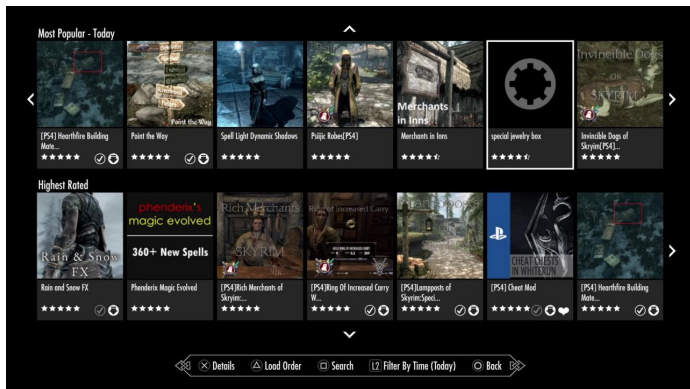 Most Popular - Today
Point the Way
Merchants
in Inns
Invincible Dogs
OF
SKYRIM
[PS4] Hearthfire Building
Mate...
Point the Way
Spell Light Dynamic Shadows
Psijic Robes[PS4]
Merchants in Inns
special jewelry box
Invincible Dogs of
Skryim[PS4]...
Highest Rated
Rain & Snow
FX
phenderix's
magic evolved
360+ New Spells
Rich Merchants
SKYRIM
Ring of Increased Carry
CHEAT CHESTS
IN WHITERUN
Rain and Snow FX
Phenderix Magic Evolved
[PS4]Rich Merchants of
Skryim:...
[PS4]Ring Of Increased Carry
W...
[PS4]Lampposts of
Skyrim:Speci...
[PS4] Cheat Mod
[PS4] Hearthfire Building
Mate...
Details
Load Order
Search
L2 Filter By Time (Today)
Back